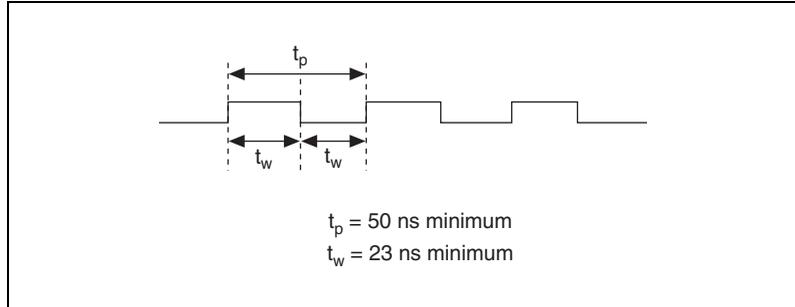 tp
tw tw
tp = 50 ns minimum
tw = 23 ns minimum